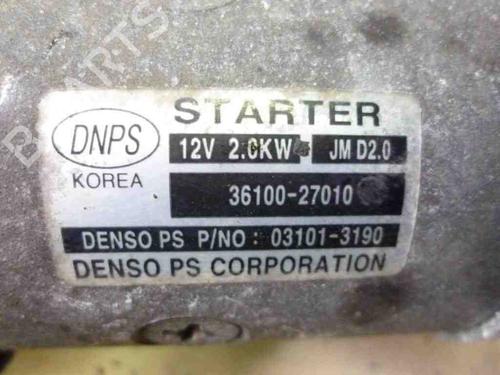 STARTER
DNPS
12V 2.0KW JM D2.0
KOREA
36100-27010
DENSO PS P/NO : 03101-3190
DENSO PS CORPORATION